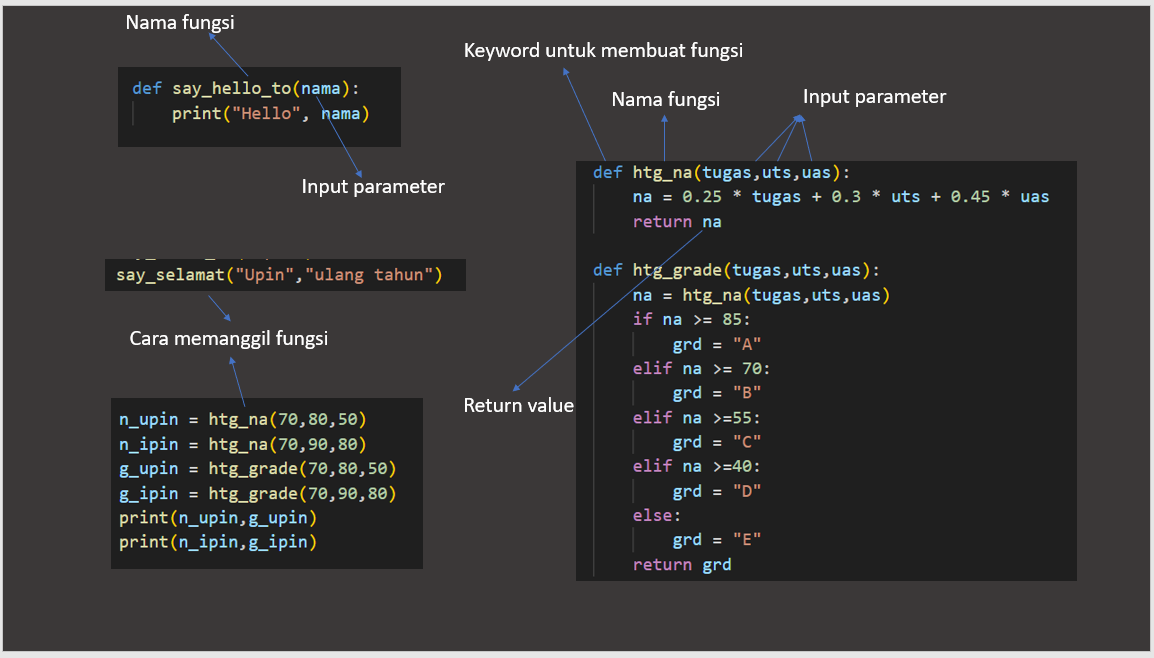 Nama fungsi
def say_hello_to(nama):
    print("Hello", nama)
Input parameter
say_selamat("Upin","ulang tahun")
Cara memanggil fungsi
n_upin = htg_na(70,80,50)
n_ipin = htg_na(70,90,80)
g_upin = htg_grade(70,80,50)
g_ipin = htg_grade(70,90,80)
print(n_upin,g_upin)
print(n_ipin,g_ipin)
Keyword untuk membuat fungsi
Nama fungsi
Input parameter
def htg_na(tugas,uts,uas):
    na = 0.25 * tugas + 0.3 * uts + 0.45 * uas
    return na
def htg_grade(tugas,uts,uas):
    na = htg_na(tugas,uts,uas)
    if na >= 85:
        grd = "A"
    elif na >= 70:
        grd = "B"
    elif na >=55:
        grd = "C"
    elif na >=40:
        grd = "D"
    else:
        grd = "E"
    return grd
Return value